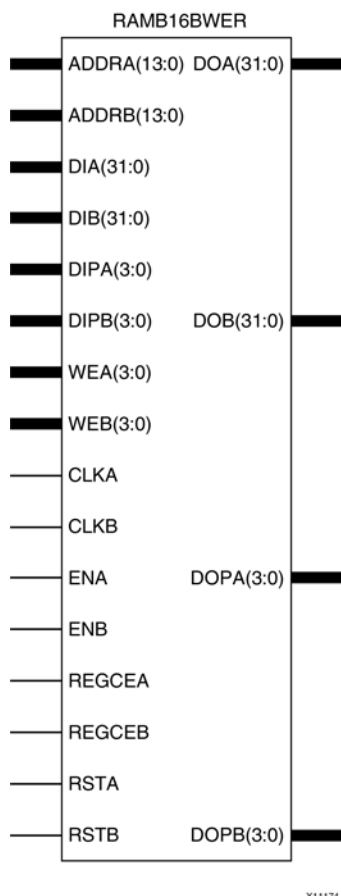 RAMB16BWER
ADDRA(13:0) DOA(31:0)
ADDRB(13:0)
DIA(31:0)
DIB(31:0)
DIPA(3:0)
DIPB(3:0) DOB(31:0)
WEA(3:0)
WEB(3:0)
CLKA
CLKB
ENA DOPA(3:0)
ENB
REGCEA
REGCEB
RSTA
RSTB DOPB(3:0)